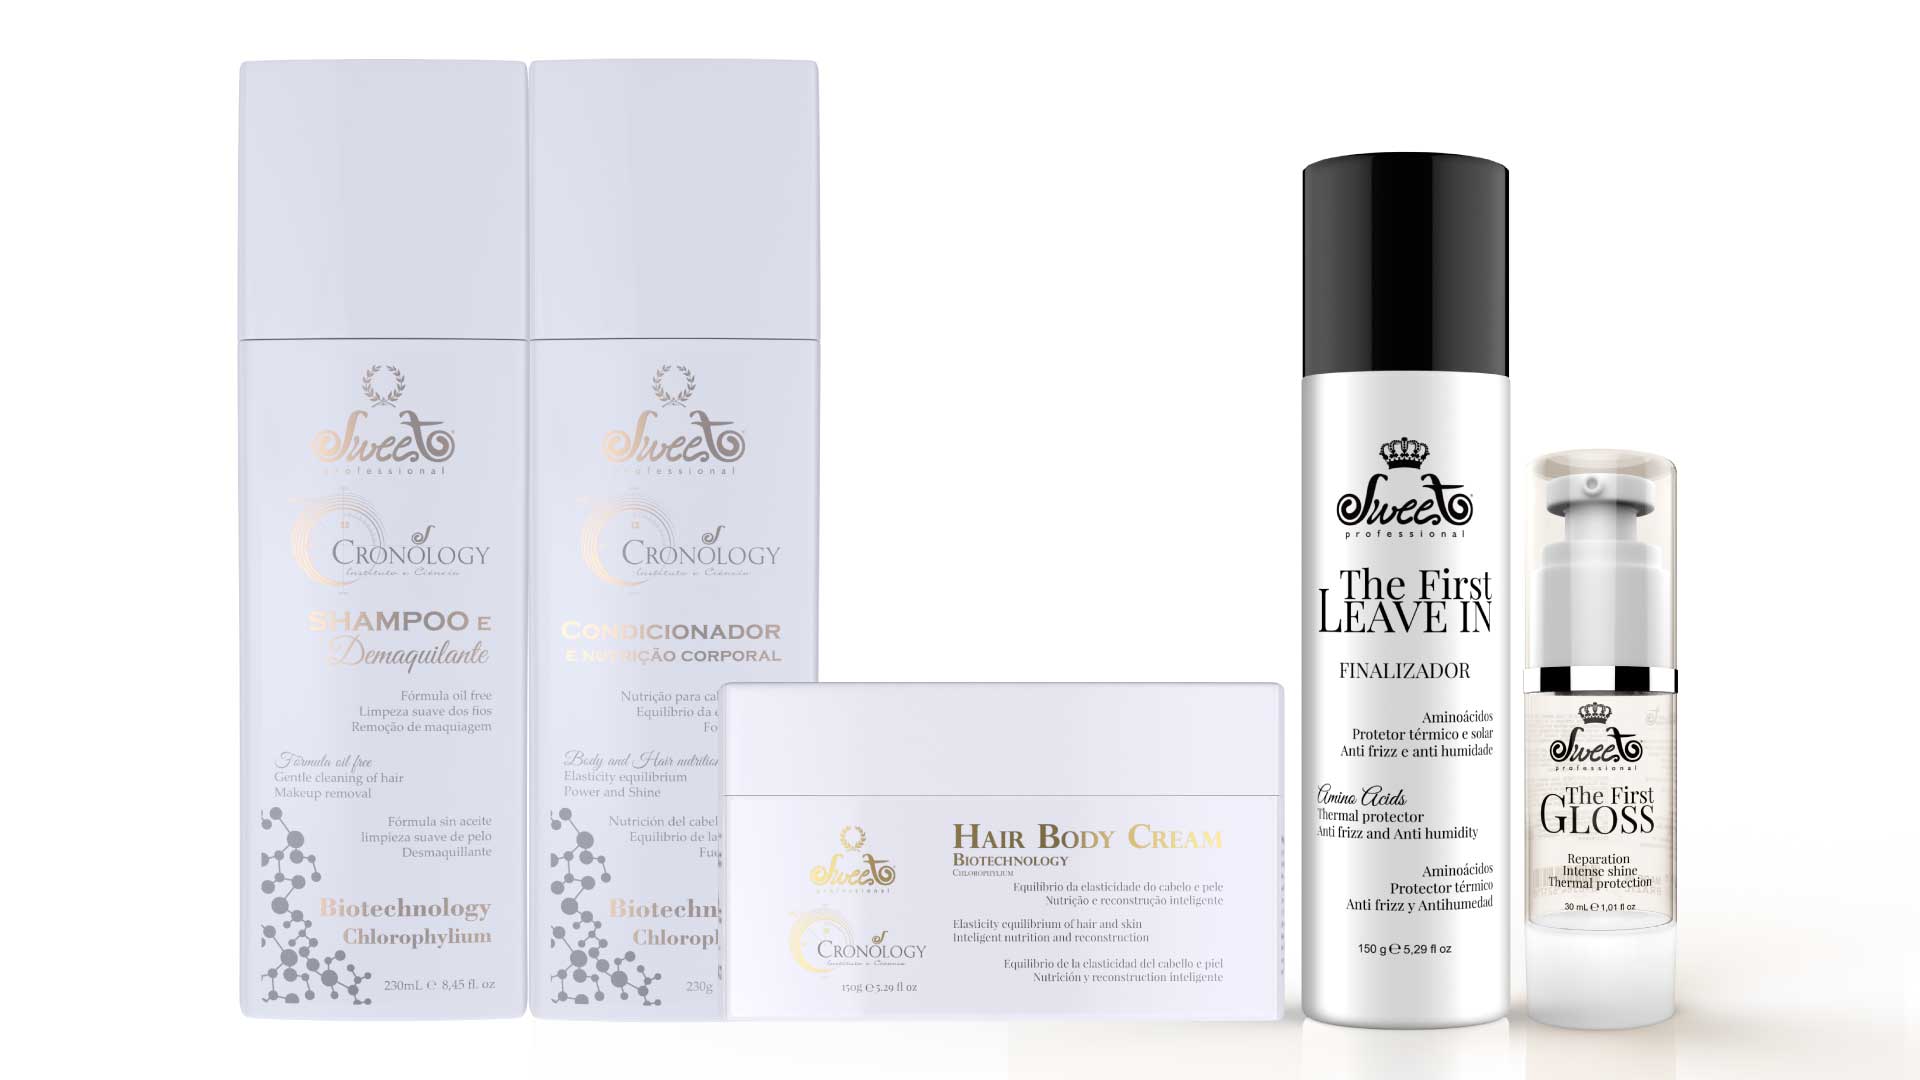 Sweet
professional
CRONOLOGY
Instituto e Ciência
SHAMPOO E
Demaquilante
Fórmula oil free
Limpeza suave dos fios
Remoção de maquiagem
Fórmula oil free
Gentle cleaning of hair
Makeup removal
Fórmula sin aceite
limpieza suave de pelo
Desmaquillante
Biotechnology
Chlorophylium
230mL ℮ 8,45 fl. oz
Sweet
professional
CRONOLOGY
Instituto e Ciência
CONDICIONADOR
E NUTRIÇÃO CORPORAL
Nutrição para
Equilíbrio da
Body and Hair nutrition
Elasticity equilibrium
Power and Shine
Nutrición del
Equilibrio de
230g
HAIR BODY CREAM
BIOTECHNOLOGY
CHLOROPHYLIUM
Sweet
professional
Equilíbrio da elasticidade do cabelo e pele
Nutrição e reconstrução inteligente
Elasticity equilibrium of hair and skin
Inteligent nutrition and reconstruction
CRONOLOGY
Instituto e Ciência
Equilibrio de la elasticidad del cabello e piel
Nutrición y reconstruction inteligente
150g ℮ 5.29 fl oz
Sweet
professional
The First
LEAVE IN
FINALIZADOR
Aminoácidos
Protetor térmico e solar
Anti frizz e anti humidade
Amino Acids
Thermal protector
Anti frizz and Anti humidity
Aminoácidos
Protector térmico
Anti frizz y Antihumedad
150 g ℮ 5,29 fl oz
Sweet
professional
The First
GLOSS
Reparation
Intense shine
Thermal protection
30 mL ℮ 1,01 fl oz